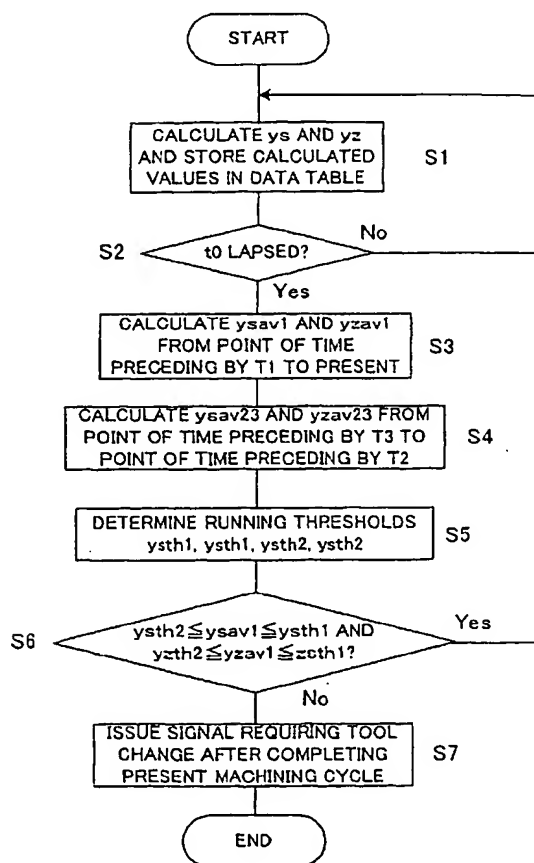 START
CALCULATE ys AND yz
AND STORE CALCULATED
VALUES IN DATA TABLE
S1
S2
t0 LAPSED?
No
Yes
CALCULATE ysav1 AND yzav1
FROM POINT OF TIME
PRECEDING BY T1 TO PRESENT
S3
CALCULATE ysav23 AND yzav23 FROM
POINT OF TIME PRECEDING BY T3 TO
POINT OF TIME PRECEDING BY T2
S4
DETERMINE RUNNING THRESHOLDS
ysth1, ysth1, ysth2, ysth2
S5
S6
ysth2≦ysav1≦ysth1 AND
yzth2≦yzav1≦zsth1?
Yes
No
ISSUE SIGNAL REQUIRING TOOL
CHANGE AFTER COMPLETING
PRESENT MACHINING CYCLE
S7
END